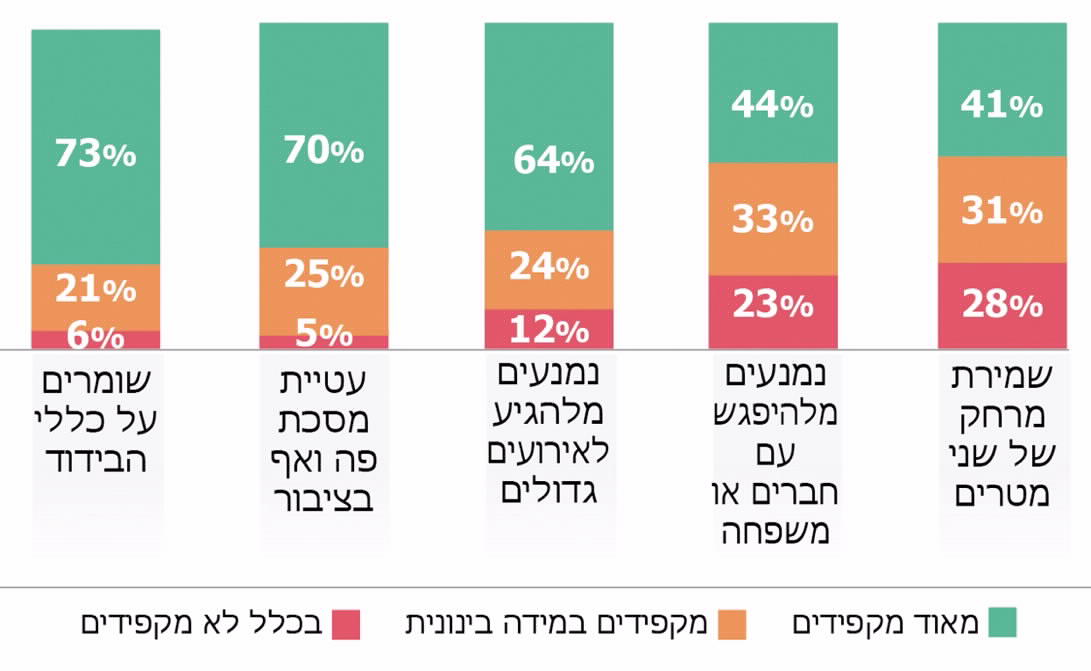 41%
31%
28%
שמירת
מרחק
של שני
מטרים
44%
33%
23%
נמנעים
מלהיפגש
עם
חברים או
משפחה
64%
24%
12%
נמנעים
מלהגיע
לאירועים
גדולים
70%
25%
5%
עטיית
מסכת
פה ואף
בציבור
73%
21%
6%
שומרים
על כללי
הבידוד
מאוד מקפידים
מקפידים במידה בינונית
בכלל לא מקפידים